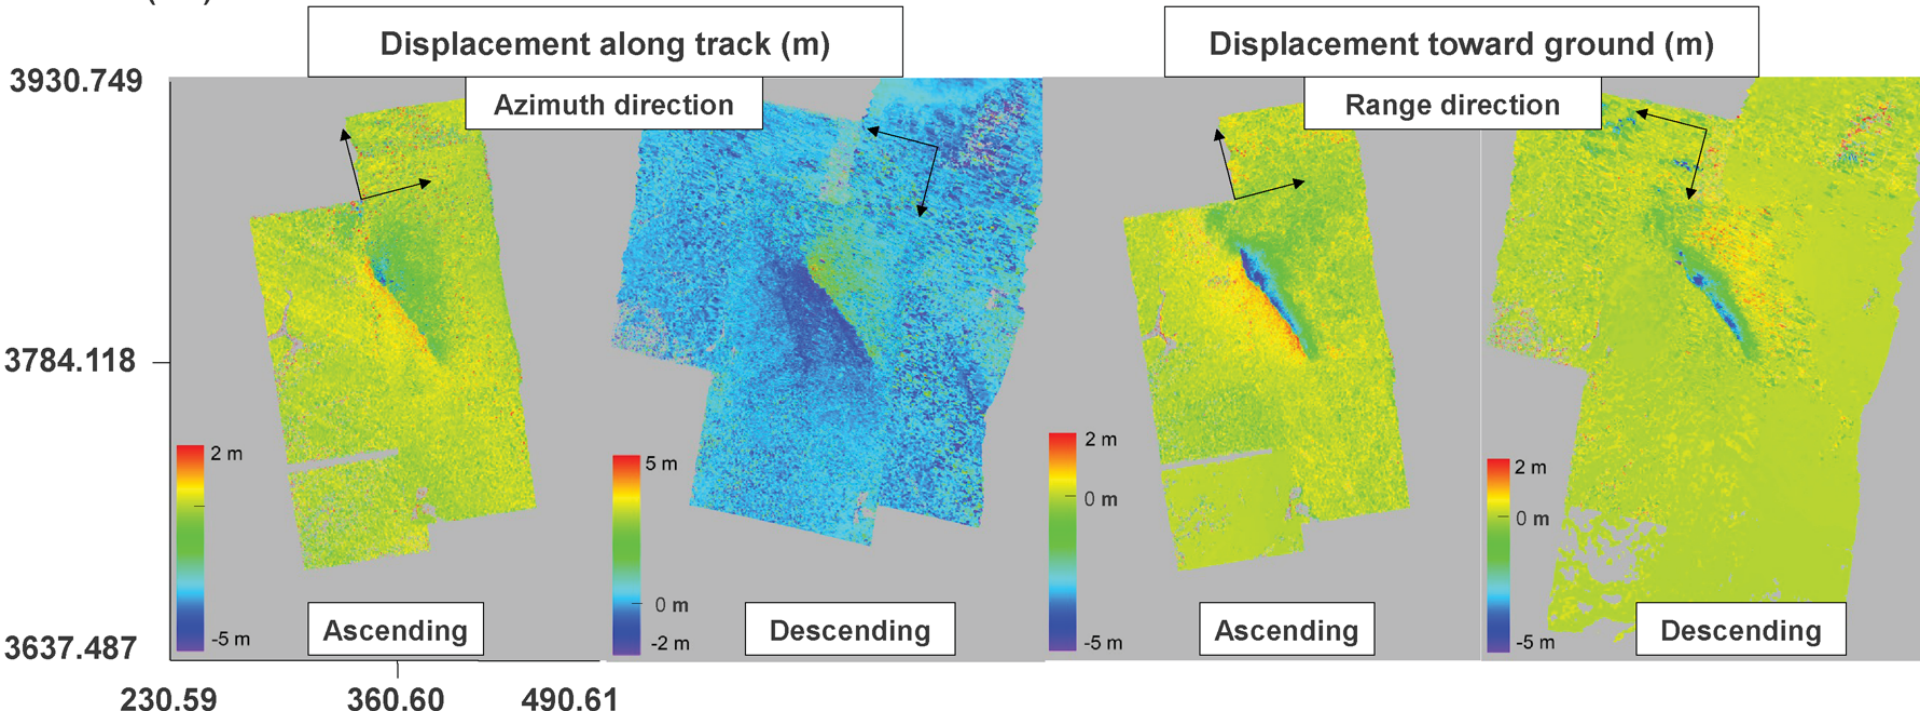 Displacement along track (m)
Displacement toward ground (m)
3930.749
Azimuth direction
Range direction
3784.118
2 m
-5 m
5 m
0 m
-2 m
2 m
0 m
-5 m
2 m
0 m
-5 m
Ascending
Descending
Ascending
Descending
3637.487
230.59
360.60
490.61